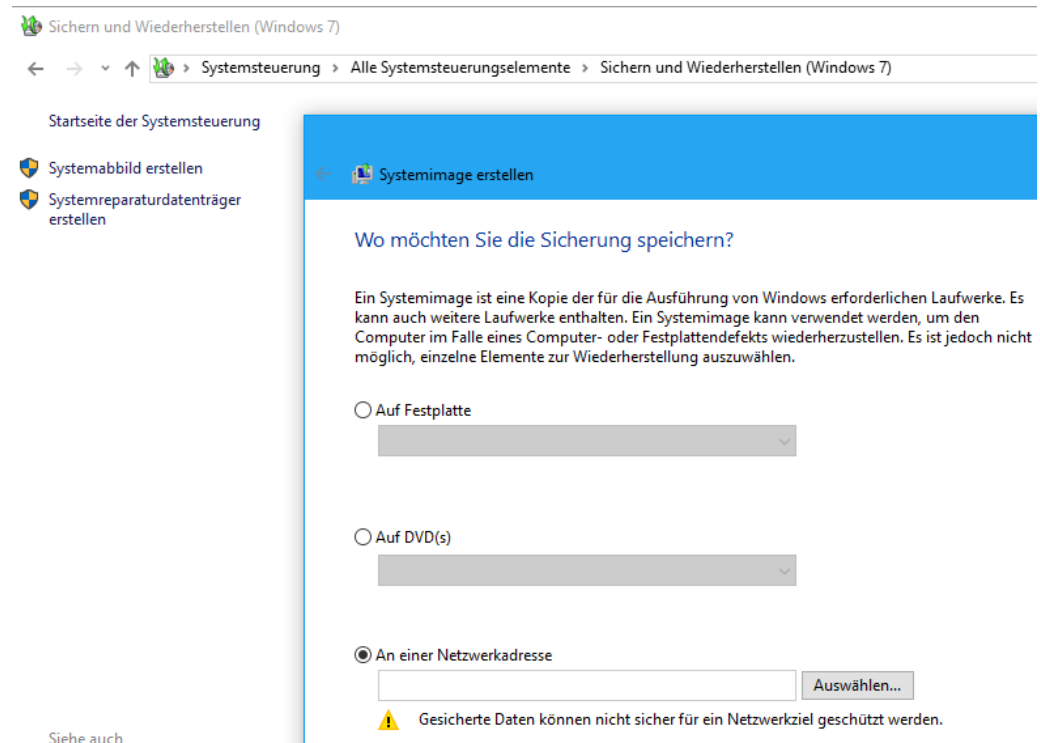 Sichern und Wiederherstellen (Windows 7)
Systemsteuerung > Alle Systemsteuerungselemente > Sichern und Wiederherstellen (Windows 7)
Startseite der Systemsteuerung
Systemabbild erstellen
Systemreparaturdatenträger
erstellen
Siehe auch
Systemimage erstellen
Wo möchten Sie die Sicherung speichern?
Ein Systemimage ist eine Kopie der für die Ausführung von Windows erforderlichen Laufwerke. Es
kann auch weitere Laufwerke enthalten. Ein Systemimage kann verwendet werden, um den
Computer im Falle eines Computer- oder Festplattendefekts wiederherzustellen. Es ist jedoch nicht
möglich, einzelne Elemente zur Wiederherstellung auszuwählen.
Auf Festplatte
Auf DVD(s)
An einer Netzwerkadresse
Auswählen...
Gesicherte Daten können nicht sicher für ein Netzwerkziel geschützt werden.